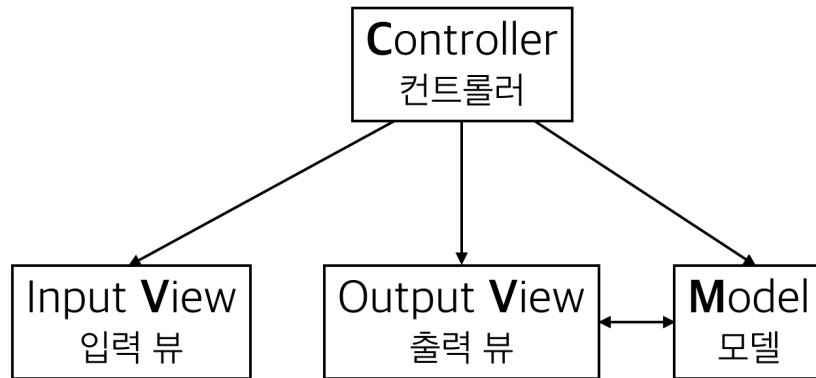 Controller
컨트롤러
Input View
입력 뷰
Output View
출력 뷰
Model
모델